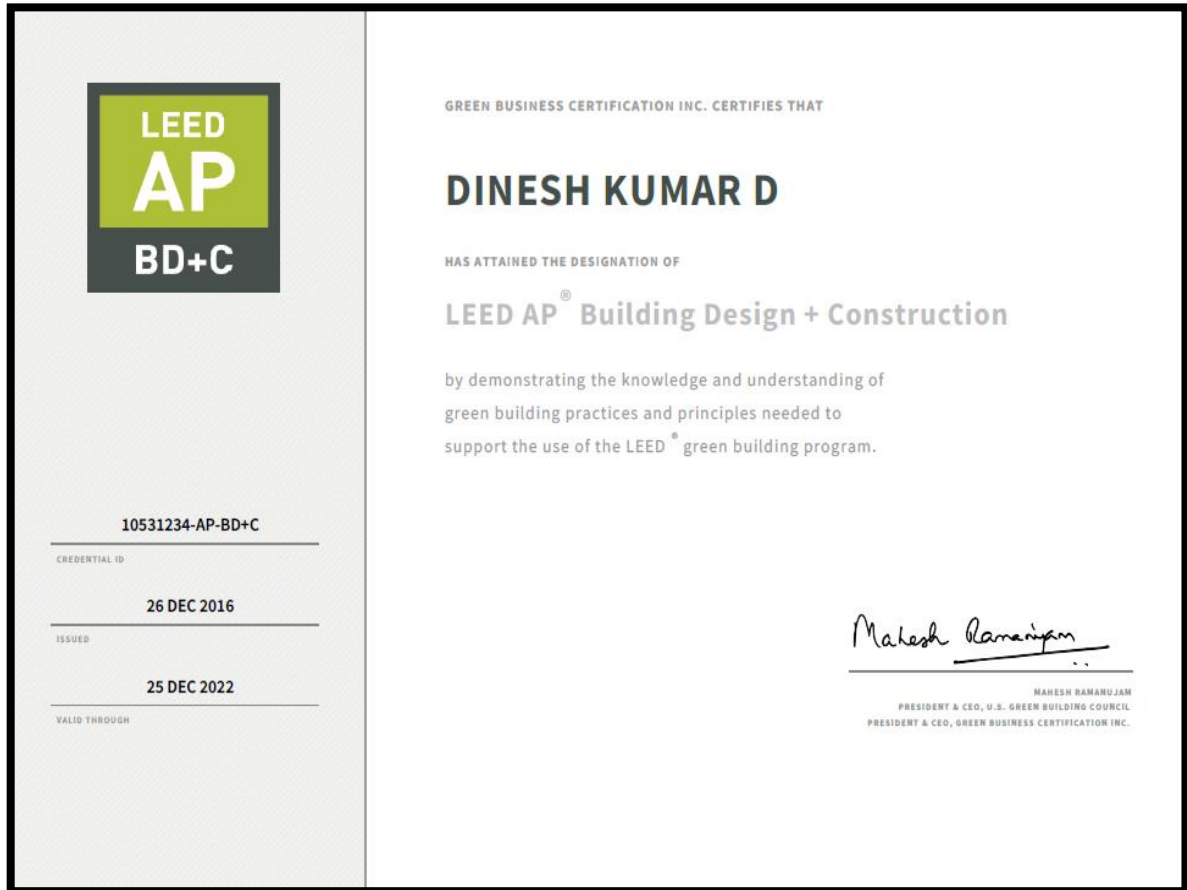 LEED
AP
BD+C
10531234-AP-BD+C
CREDENTIAL ID
26 DEC 2016
ISSUED
25 DEC 2022
VALID THROUGH
GREEN BUSINESS CERTIFICATION INC. CERTIFIES THAT
DINESH KUMAR D
HAS ATTAINED THE DESIGNATION OF
LEED AP® Building Design + Construction
by demonstrating the knowledge and understanding of
green building practices and principles needed to
support the use of the LEED ® green building program.
Mahesh Ramanujam
MAHESH RAMANUJAM
PRESIDENT & CEO, U.S. GREEN BUILDING COUNCIL
PRESIDENT & CEO, GREEN BUSINESS CERTIFICATION INC.